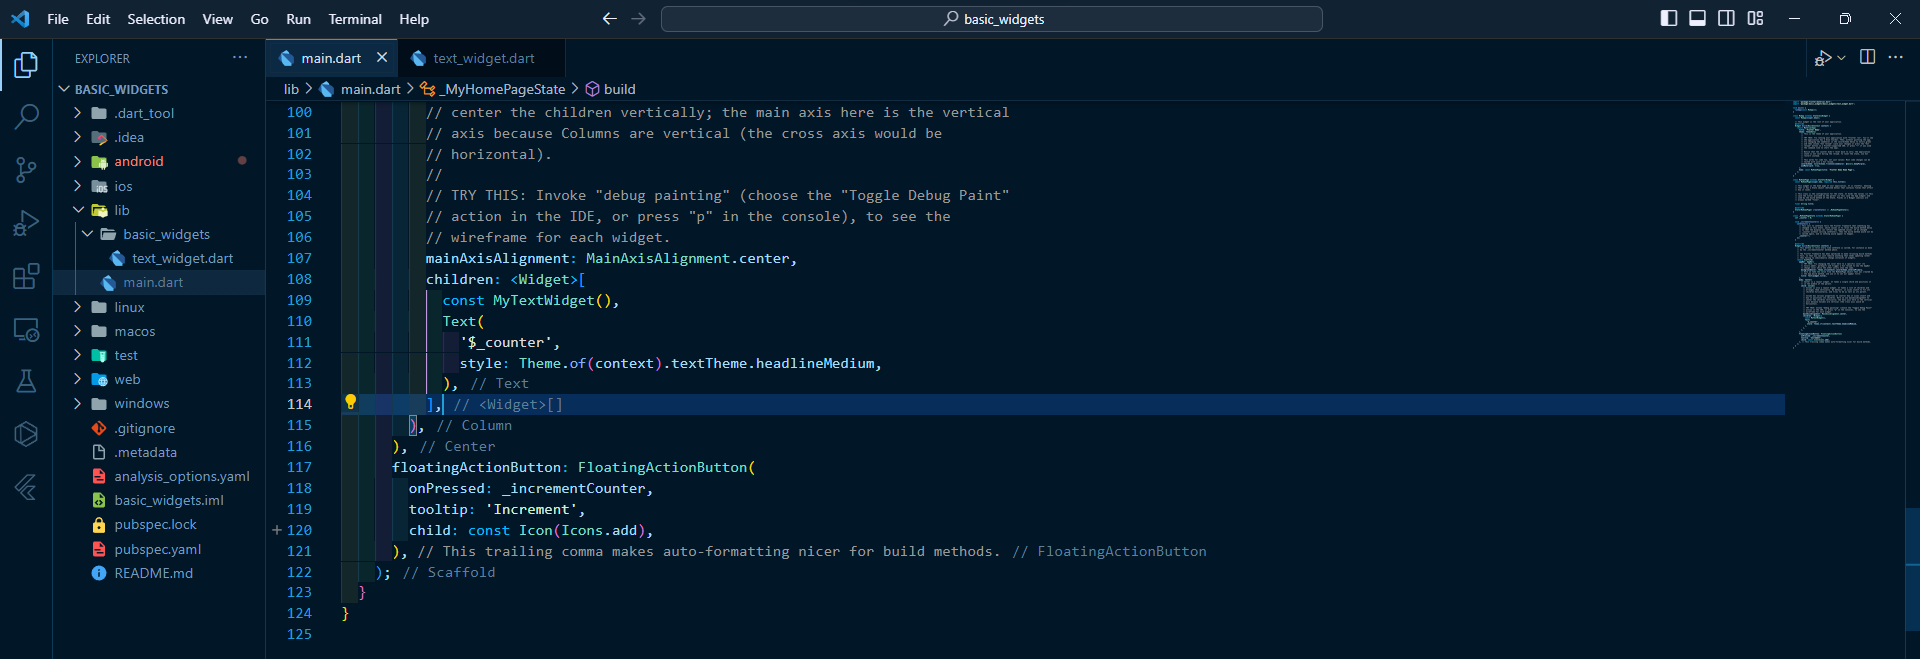 File Edit Selection View Go Run Terminal Help
basic_widgets
EXPLORER
BASIC_WIDGETS
.dart_tool
.idea
android
ios
lib
basic_widgets
text_widget.dart
main.dart
linux
macos
test
web
windows
.gitignore
.metadata
analysis_options.yaml
basic_widgets.iml
pubspec.lock
pubspec.yaml
README.md
main.dart text_widget.dart
lib > main.dart > _MyHomePageState > build
100 // center the children vertically; the main axis here is the vertical
101 // axis because Columns are vertical (the cross axis would be
102 // horizontal).
103 //
104 // TRY THIS: Invoke "debug painting" (choose the "Toggle Debug Paint"
105 // action in the IDE, or press "p" in the console), to see the
106 // wireframe for each widget.
107 mainAxisAlignment: MainAxisAlignment.center,
108 children: <Widget>[
109 const MyTextWidget(),
110 Text(
111 '$_counter',
112 style: Theme.of(context).textTheme.headlineMedium,
113 ), // Text
114 ], // <Widget>[]
115 ), // Column
116 ), // Center
117 floatingActionButton: FloatingActionButton(
118 onPressed: _incrementCounter,
119 tooltip: 'Increment',
120 child: const Icon(Icons.add),
121 ), // This trailing comma makes auto-formatting nicer for build methods. // FloatingActionButton
122 ); // Scaffold
123 }
124 }
125